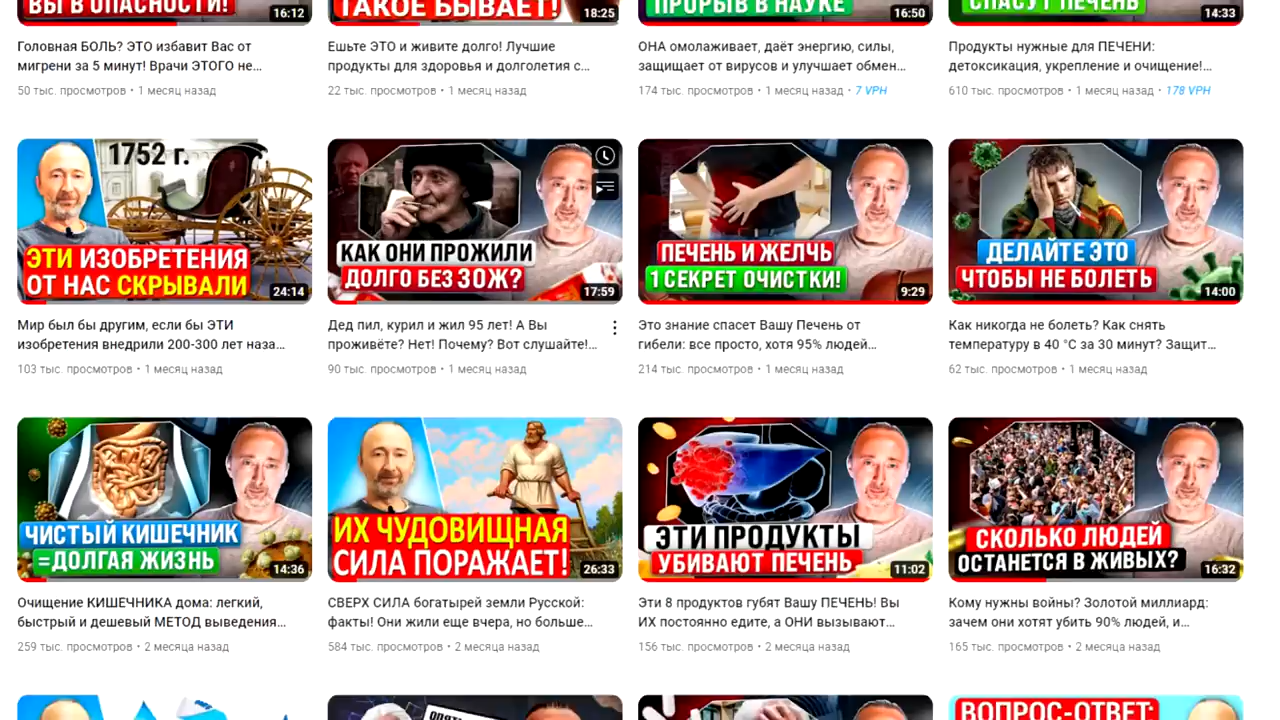 ВЫ В ОПАСНОСТИ!
16:12
ТАКОЕ БЫВАЕТ!
18:25
ПРОРЫВ В НАУКЕ
16:50
СПАСУТ ПЕЧЕНЬ
14:33
Головная БОЛЬ? ЭТО избавит Вас от
мигрени за 5 минут! Врачи ЭТОГО не...
50 тыс. просмотров • 1 месяц назад
Ешьте ЭТО и живите долго! Лучшие
продукты для здоровья и долголетия с...
22 тыс. просмотров • 1 месяц назад
ОНА омолаживает, даёт энергию, силы,
защищает от вирусов и улучшает обмен...
174 тыс. просмотров • 1 месяц назад • 7 VPH
Продукты нужные для ПЕЧЕНИ:
детоксикация, укрепление и очищение!...
610 тыс. просмотров • 1 месяц назад • 178 VPH
1752 г.
ЭТИ ИЗОБРЕТЕНИЯ
ОТ НАС СКРЫВАЛИ
24:14
КАК ОНИ ПРОЖИЛИ
ДОЛГО БЕЗ ЗОЖ?
17:59
ПЕЧЕНЬ И ЖЕЛЧЬ
1 СЕКРЕТ ОЧИСТКИ!
9:29
ДЕЛАЙТЕ ЭТО
ЧТОБЫ НЕ БОЛЕТЬ
14:00
Мир был бы другим, если бы ЭТИ
изобретения внедрили 200-300 лет наза...
103 тыс. просмотров • 1 месяц назад
Дед пил, курил и жил 95 лет! А Вы
проживёте? Нет! Почему? Вот слушайте!...
90 тыс. просмотров • 1 месяц назад
Это знание спасет Вашу Печень от
гибели: все просто, хотя 95% людей...
214 тыс. просмотров • 1 месяц назад
Как никогда не болеть? Как снять
температуру в 40 °C за 30 минут? Защит...
62 тыс. просмотров • 1 месяц назад
ЧИСТЫЙ КИШЕЧНИК
=ДОЛГАЯ ЖИЗНЬ
14:36
ИХ ЧУДОВИЩНАЯ
СИЛА ПОРАЖАЕТ!
26:33
ЭТИ ПРОДУКТЫ
УБИВАЮТ ПЕЧЕНЬ
11:02
СКОЛЬКО ЛЮДЕЙ
ОСТАНЕТСЯ В ЖИВЫХ?
16:32
Очищение КИШЕЧНИКА дома: легкий,
быстрый и дешевый МЕТОД выведения...
259 тыс. просмотров • 2 месяца назад
СВЕРХ СИЛА богатырей земли Русской:
факты! Они жили еще вчера, но больше...
584 тыс. просмотров • 2 месяца назад
Эти 8 продуктов губят Вашу ПЕЧЕНЬ! Вы
ИХ постоянно едите, а ОНИ вызывают...
156 тыс. просмотров • 2 месяца назад
Кому нужны войны? Золотой миллиард:
зачем они хотят убить 90% людей, и...
165 тыс. просмотров • 2 месяца назад
ВОПРОС-ОТВЕТ: